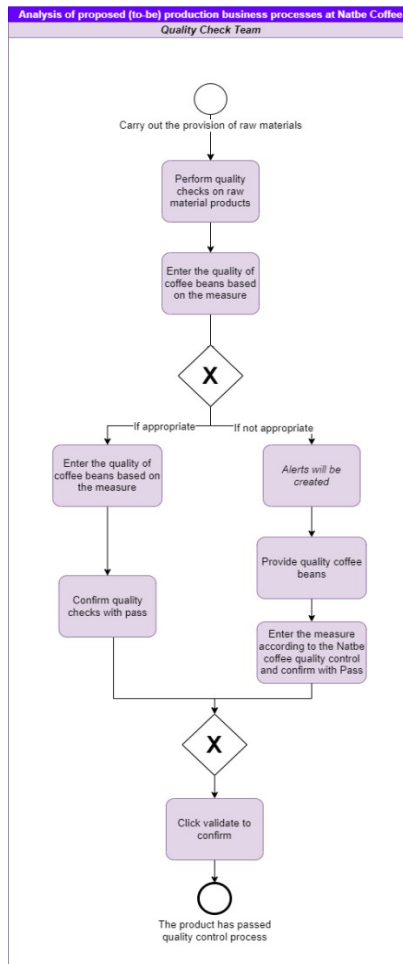 Analysis of proposed (to-be) production business processes at Natbe Coffee
Quality Check Team
Carry out the provision of raw materials
Perform quality
checks on raw
material products
Enter the quality of
coffee beans based
on the measure
X
If appropriate
If not appropriate
Enter the quality of
coffee beans based on
the measure
Alerts will be
created
Confirm quality
checks with pass
Provide quality coffee
beans
Enter the measure
according to the Natbe
coffee quality control
and confirm with Pass
X
Click validate to
confirm
The product has passed
quality control process